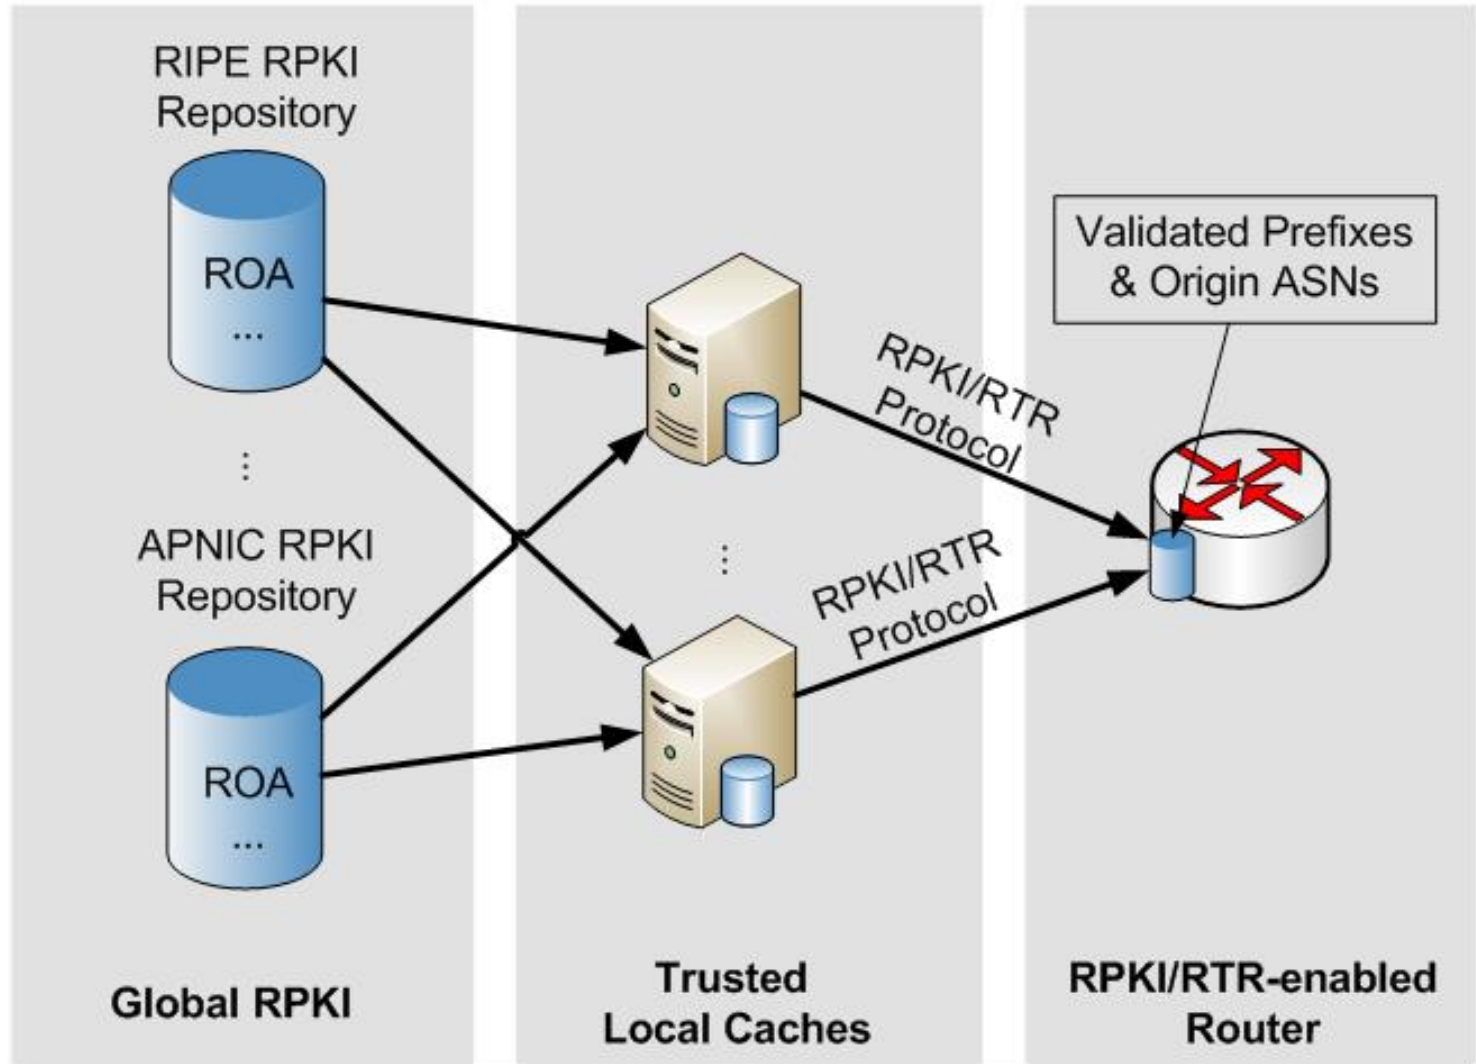 RIPE RPKI
Repository
ROA
...
⋮
APNIC RPKI
Repository
ROA
...
Global RPKI
⋮
Trusted
Local Caches
RPKI/RTR
Protocol
RPKI/RTR
Protocol
Validated Prefixes
& Origin ASNs
RPKI/RTR-enabled
Router